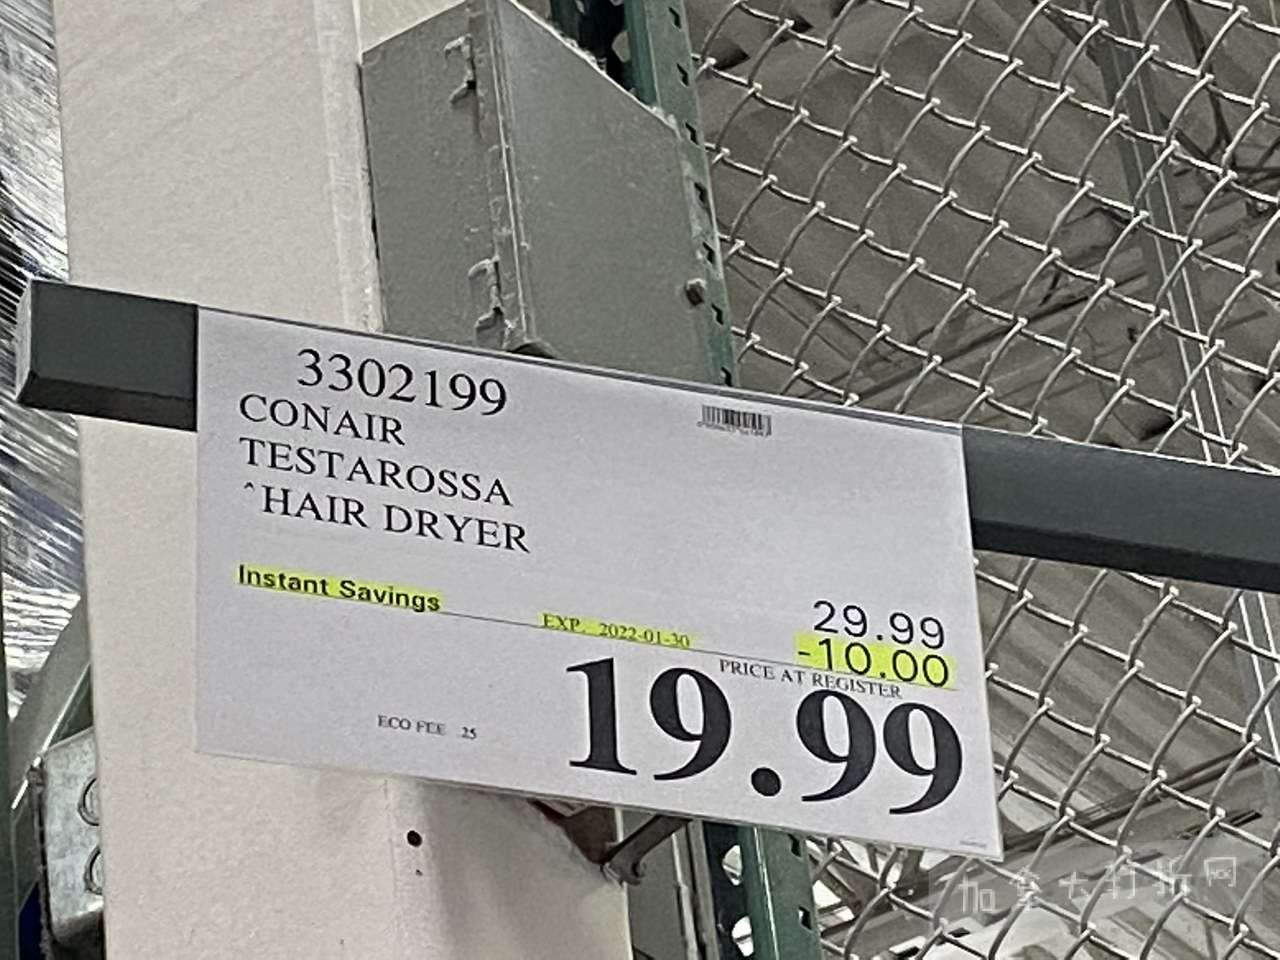 3302199
CONAIR
TESTAROSSA
^HAIR DRYER
Instant Savings
29.99
EXP. 2022-01-30
-10.00
PRICE AT REGISTER
19.99
ECO FEE 25
加拿大打折网